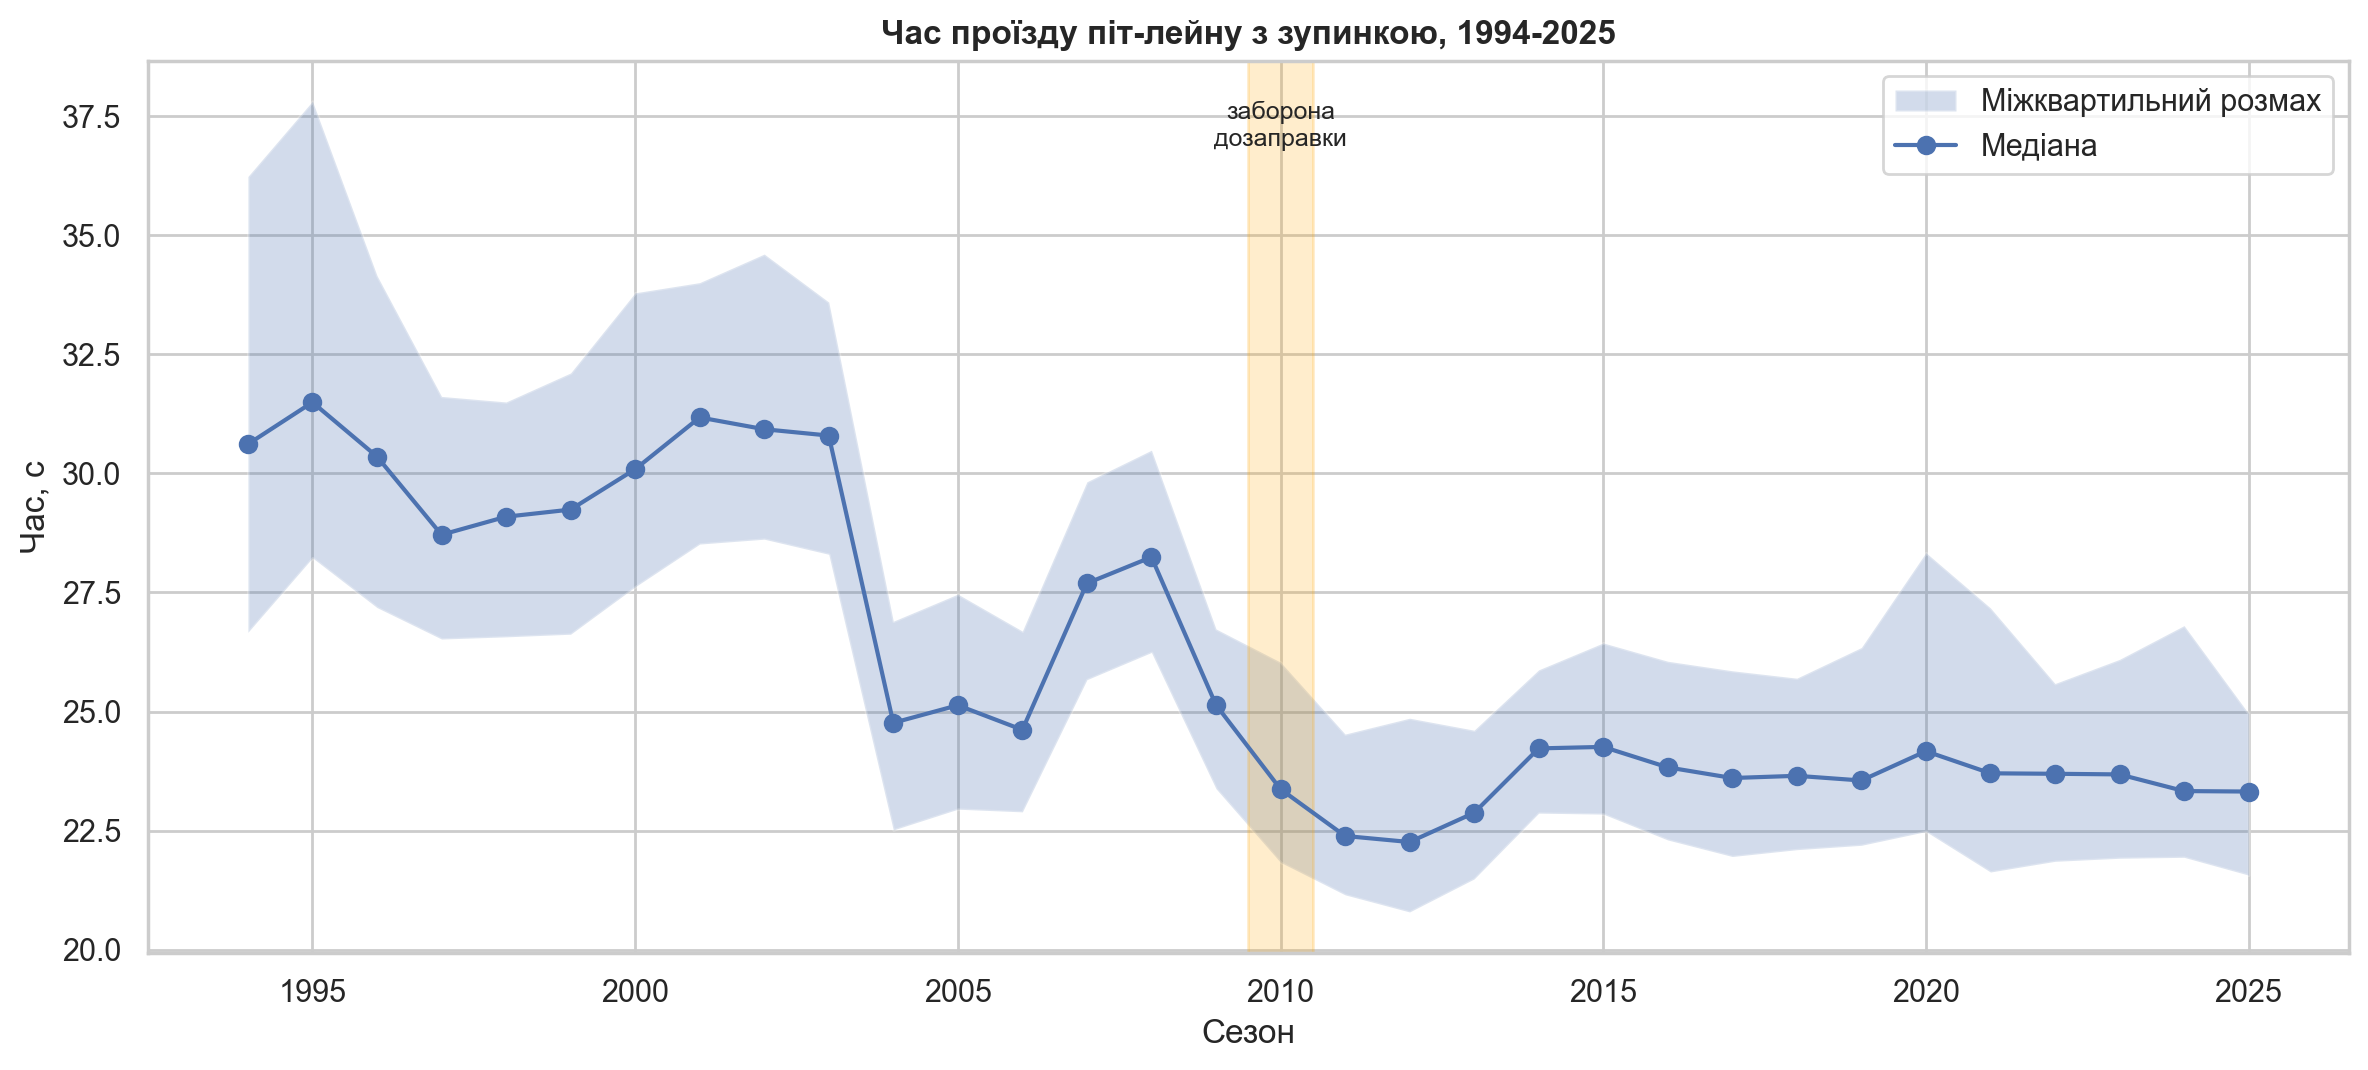 Час проїзду піт-лейну з зупинкою, 1994-2025
37.5
35.0
32.5
30.0
27.5
25.0
22.5
20.0
Час, с
заборона
дозаправки
Міжквартильний розмах
Медіана
1995 2000 2005 2010 2015 2020 2025
Сезон